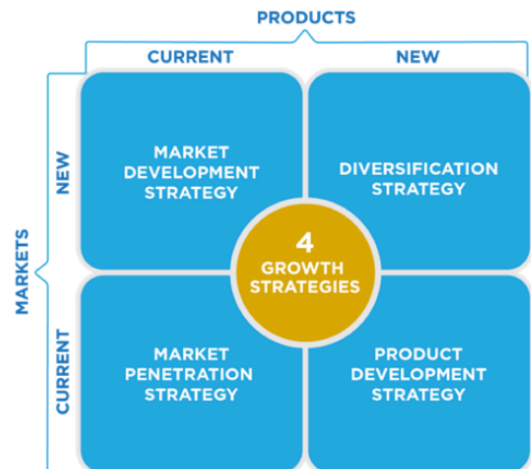 PRODUCTS
CURRENT
NEW
MARKETS
NEW
MARKET
DEVELOPMENT
STRATEGY
DIVERSIFICATION
STRATEGY
4
GROWTH
STRATEGIES
CURRENT
MARKET
PENETRATION
STRATEGY
PRODUCT
DEVELOPMENT
STRATEGY